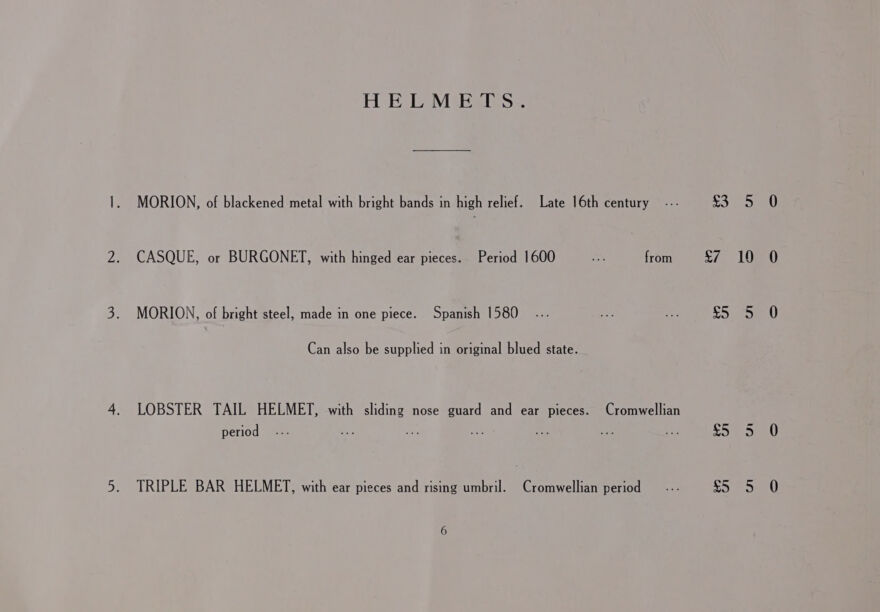 HELMETS.
1. MORION, of blackened metal with bright bands in high relief. Late 16th century ... £3 5 0
2. CASQUE, or BURGONET, with hinged ear pieces. Period 1600 ... from £7 10 0
3. MORION, of bright steel, made in one piece. Spanish 1580 ... ... ... £5 5 0
Can also be supplied in original blued state.
4. LOBSTER TAIL HELMET, with sliding nose guard and ear pieces. Cromwellian
period ... ... ... ... ... ... ... £5 5 0
5. TRIPLE BAR HELMET, with ear pieces and rising umbril. Cromwellian period ... £5 5 0
6